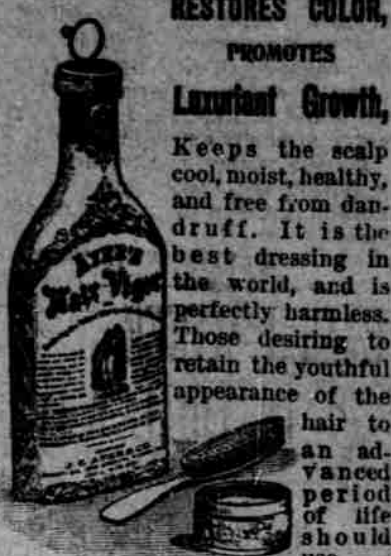 RESTORES COLOR.
PROMOTES
Luxuriant Growth,
Keeps the scalp
cool, moist, healthy,
and free from dan-
druff. It is the
best dressing in
the world, and is
perfectly harmless.
Those desiring to
retain the youthful
appearance of the
hair to
an ad-
vanced
period
of life
should
AYER'S
Hair Vigor